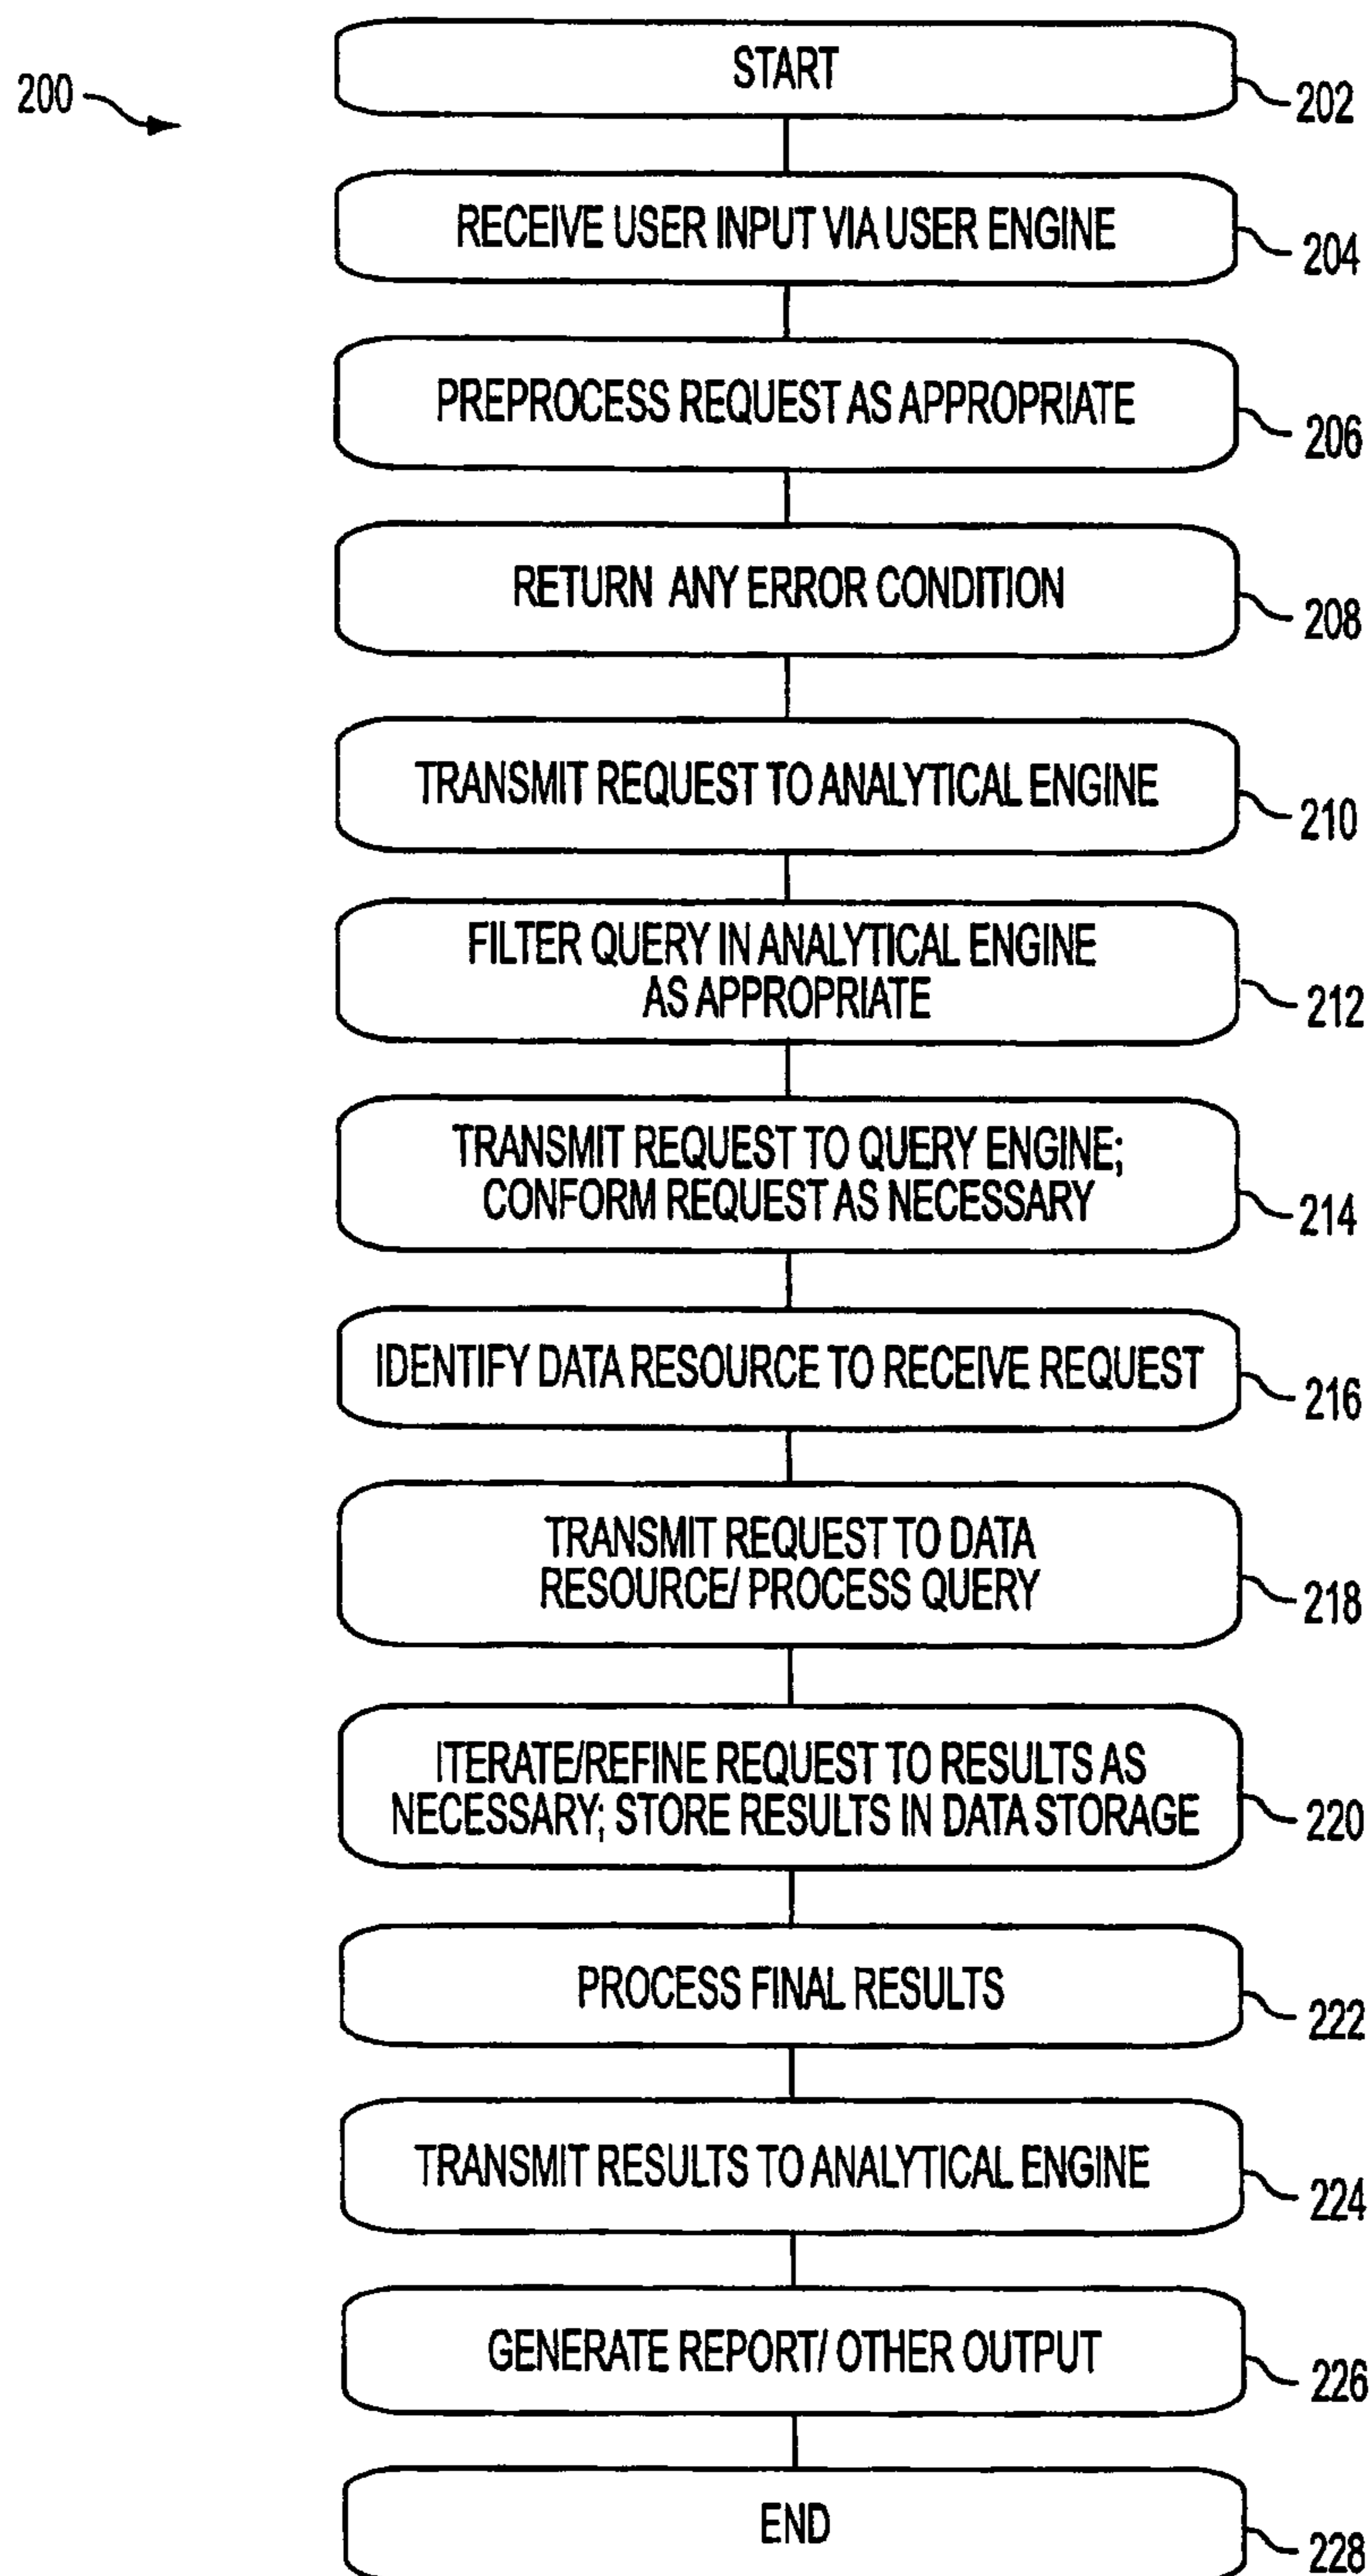 200
START
202
RECEIVE USER INPUT VIA USER ENGINE
204
PREPROCESS REQUEST AS APPROPRIATE
206
RETURN ANY ERROR CONDITION
208
TRANSMIT REQUEST TO ANALYTICAL ENGINE
210
FILTER QUERY IN ANALYTICAL ENGINE
AS APPROPRIATE
212
TRANSMIT REQUEST TO QUERY ENGINE;
CONFORM REQUEST AS NECESSARY
214
IDENTIFY DATA RESOURCE TO RECEIVE REQUEST
216
TRANSMIT REQUEST TO DATA
RESOURCE/ PROCESS QUERY
218
ITERATE/REFINE REQUEST TO RESULTS AS
NECESSARY; STORE RESULTS IN DATA STORAGE
220
PROCESS FINAL RESULTS
222
TRANSMIT RESULTS TO ANALYTICAL ENGINE
224
GENERATE REPORT/ OTHER OUTPUT
226
END
228